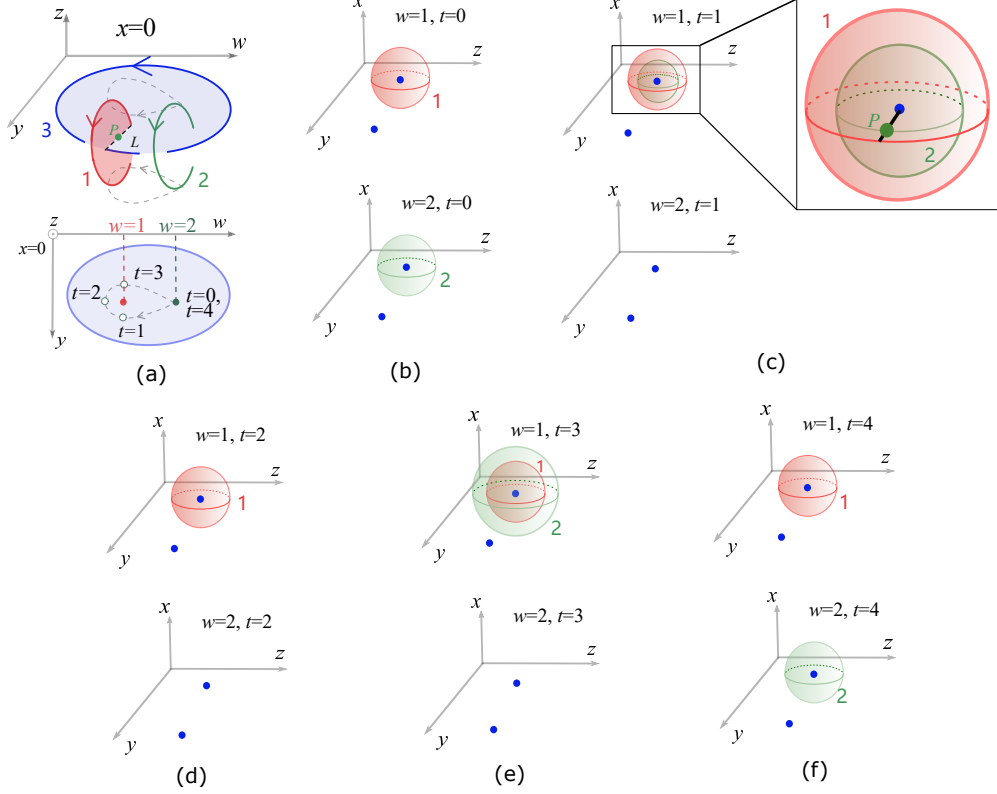 z
x=0
w
y
3
P
L
1
2
z
w=1
w=2
w
x=0
t=3
t=2
t=0,
t=4
t=1
y
(a)
x
w=1, t=0
z
1
y
x
w=2, t=0
z
2
y
(b)
x
w=1, t=1
z
y
1
P
2
x
w=2, t=1
z
y
(c)
x
w=1, t=2
z
1
y
x
w=2, t=2
z
y
(d)
x
w=1, t=3
z
1
2
y
x
w=2, t=3
z
y
(e)
x
w=1, t=4
z
1
y
x
w=2, t=4
z
2
y
(f)